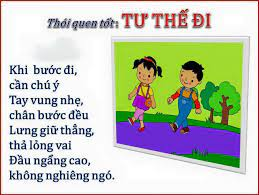 Thói quen tốt: TƯ THẾ ĐI
Khi bước đi,
cần chú ý
Tay vung nhẹ,
chân bước đều
Lưng giữ thẳng,
thả lỏng vai
Đầu ngẩng cao,
không nghiêng ngó.